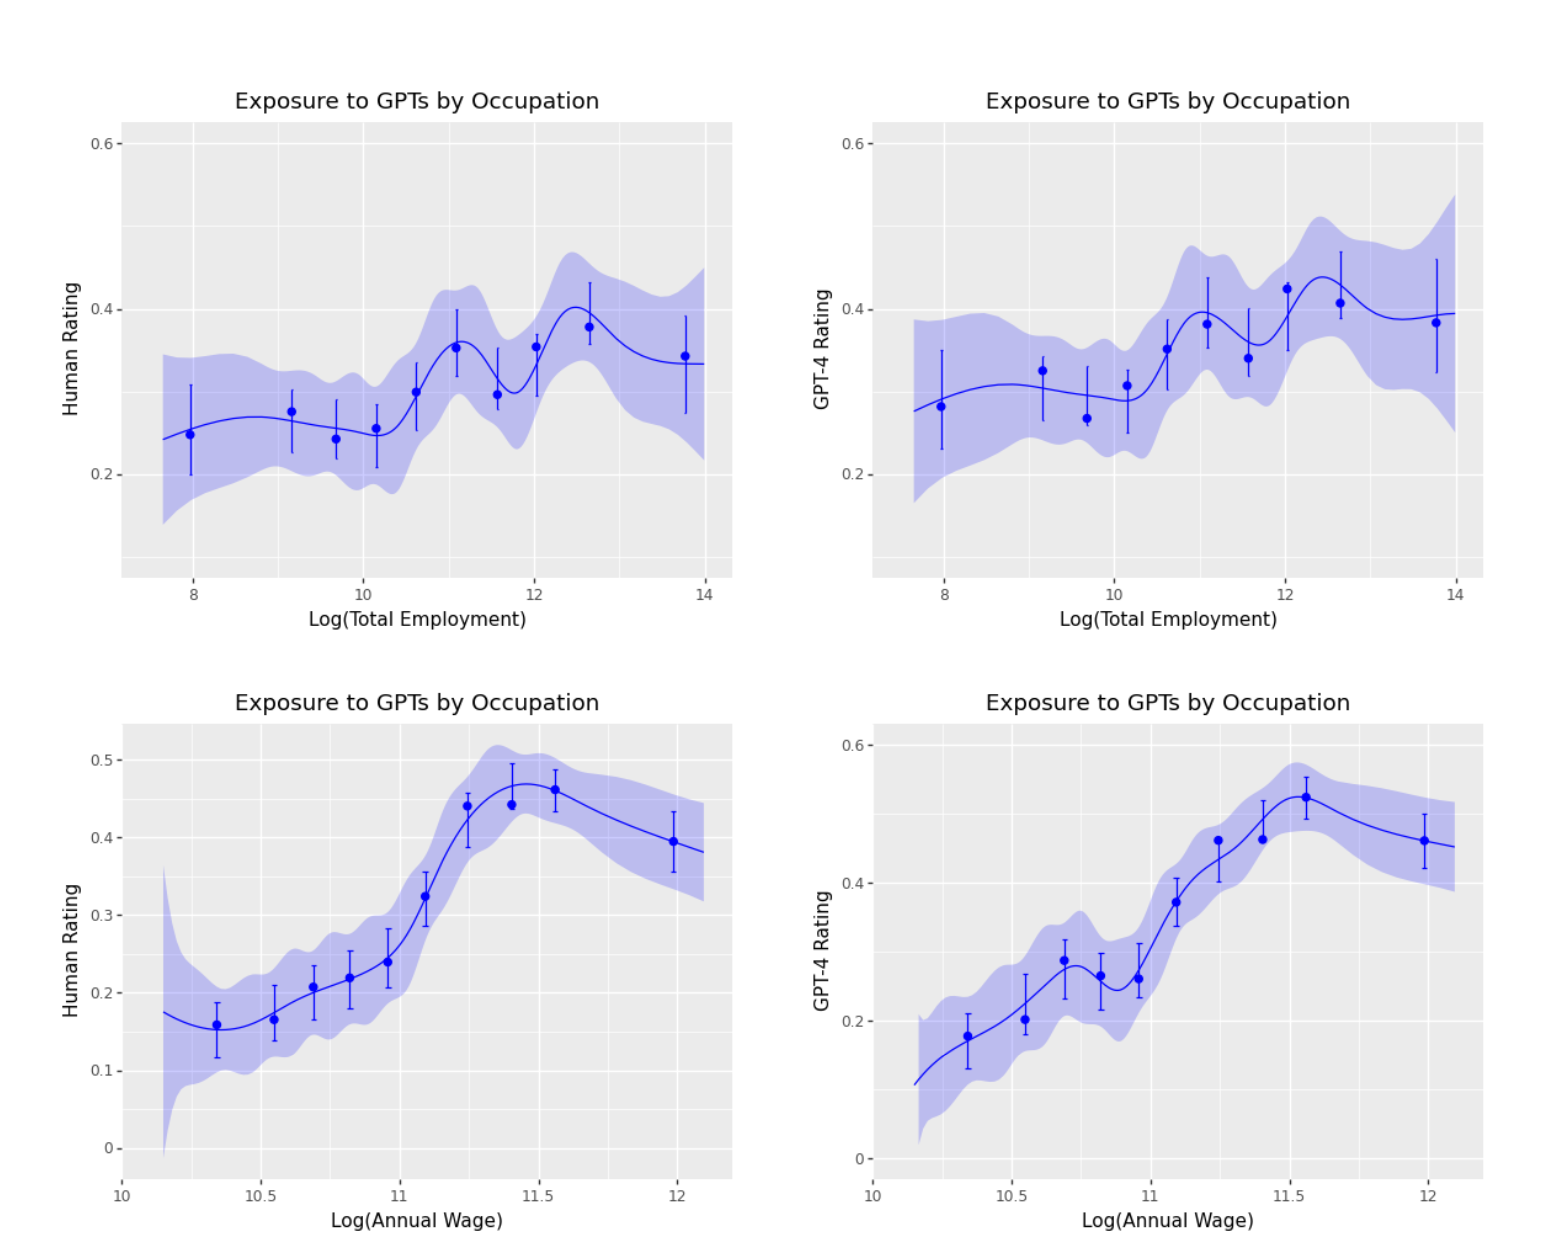 Exposure to GPTs by Occupation
Human Rating
0.6
0.4
0.2
8 10 12 14
Log(Total Employment)
Exposure to GPTs by Occupation
GPT-4 Rating
0.6
0.4
0.2
8 10 12 14
Log(Total Employment)
Exposure to GPTs by Occupation
Human Rating
0.5
0.4
0.3
0.2
0.1
0
10 10.5 11 11.5 12
Log(Annual Wage)
Exposure to GPTs by Occupation
GPT-4 Rating
0.6
0.4
0.2
0
10 10.5 11 11.5 12
Log(Annual Wage)